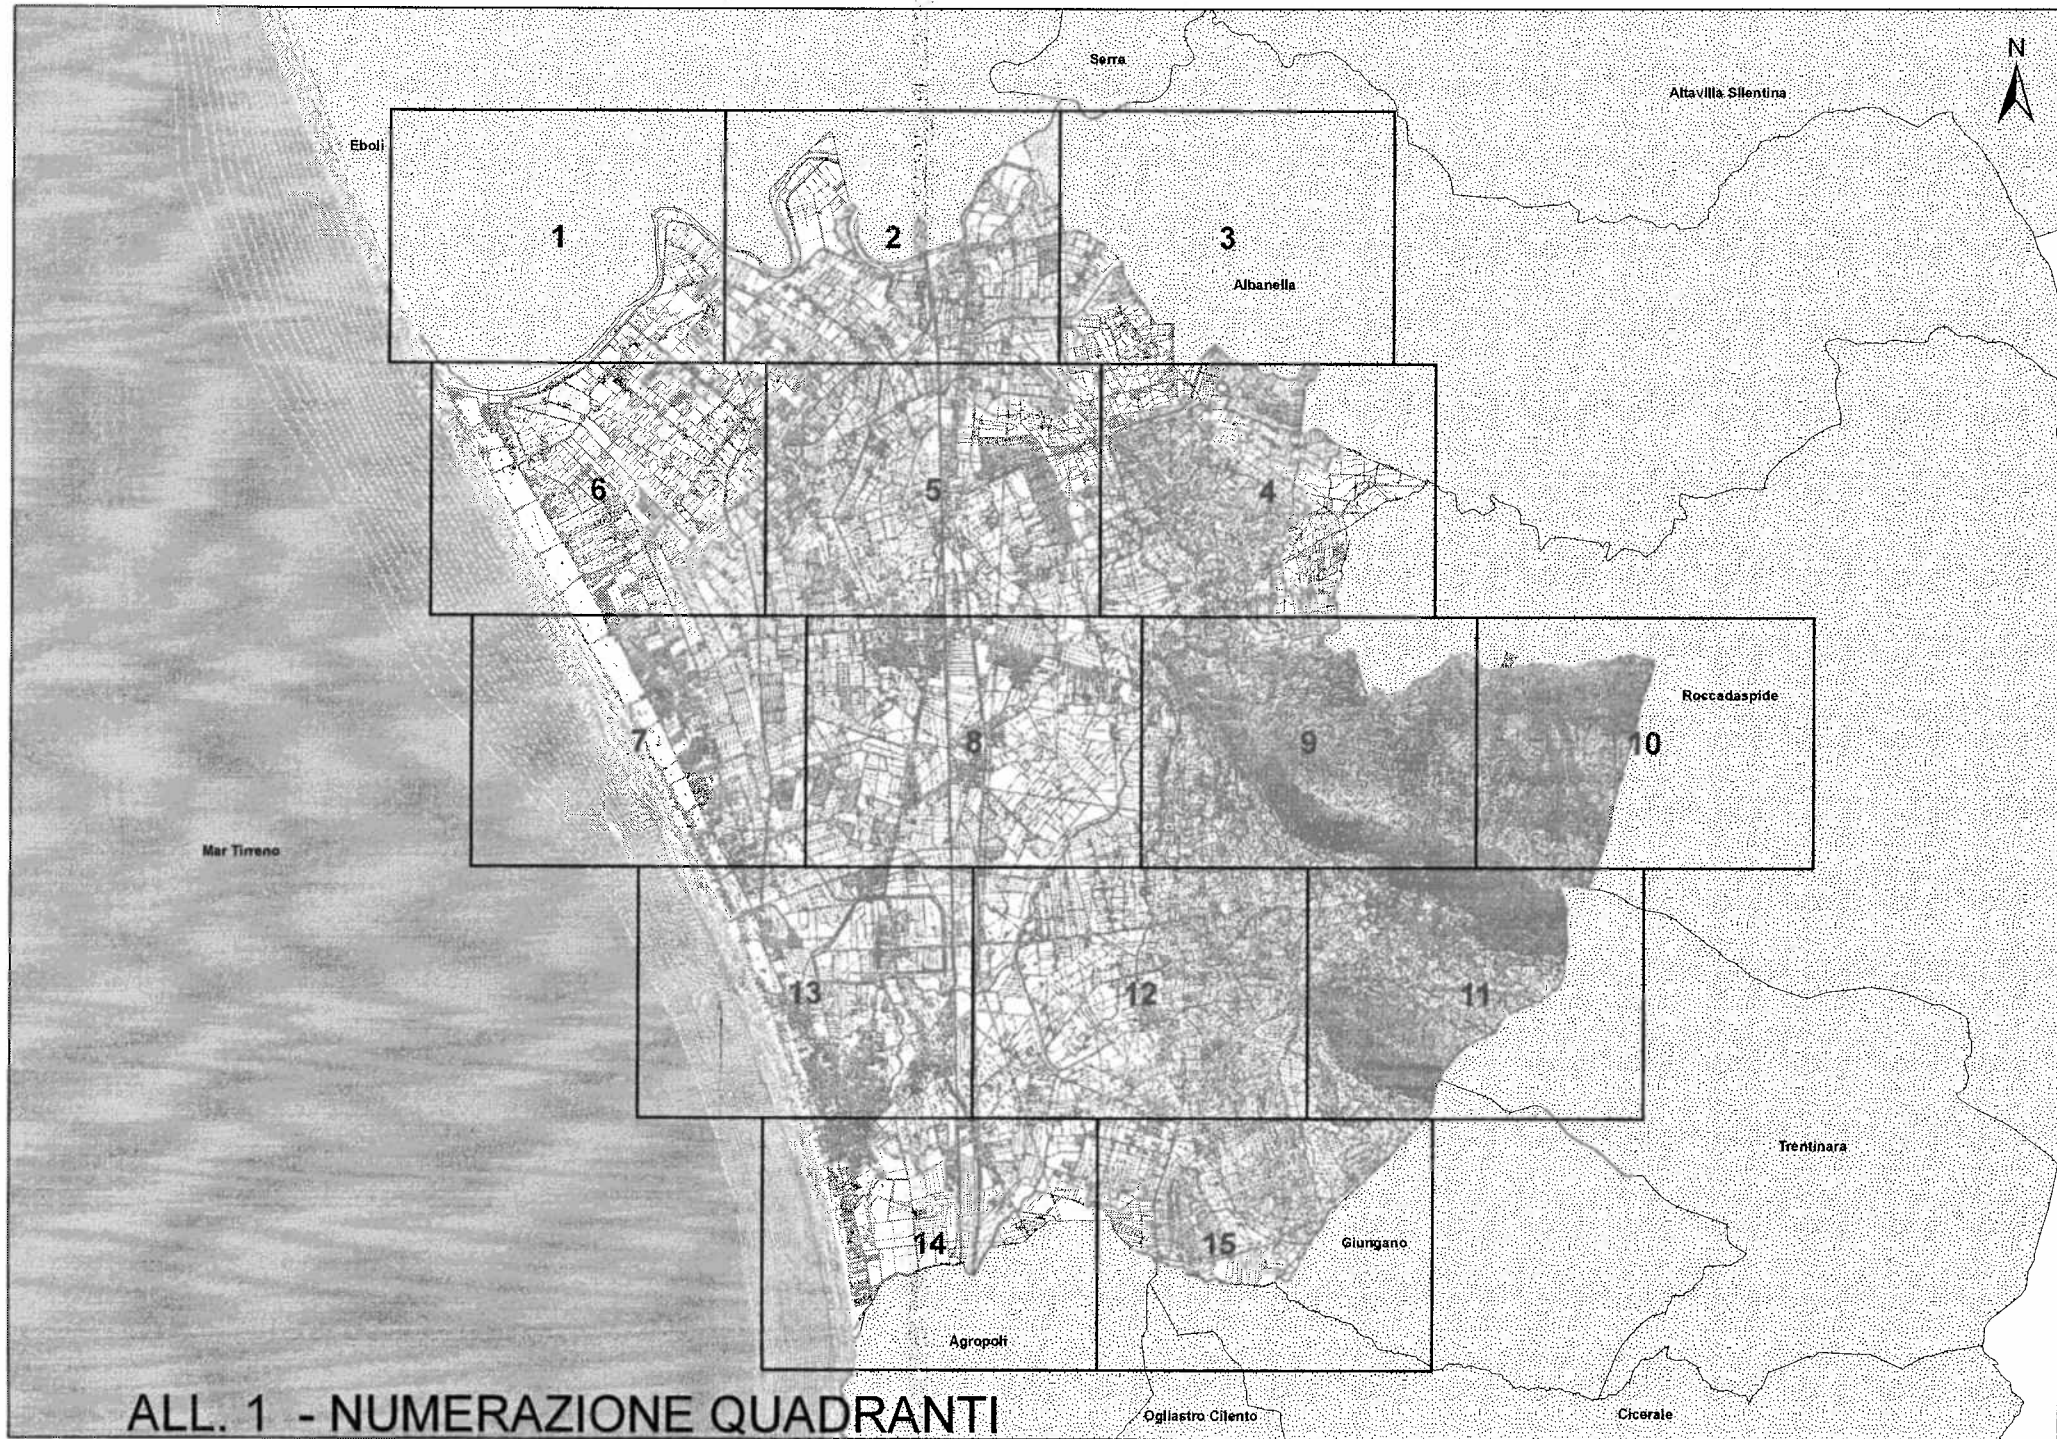 Serre
N
Altavilla Silentina
Eboli
1
2
3
Albanella
6
5
4
Roccadaspide
7
8
9
10
Mar Tirreno
13
12
11
Trentinara
14
15
Giungano
Agropoli
ALL. 1 - NUMERAZIONE QUADRANTI
Ogliastro Cilento
Cicerale